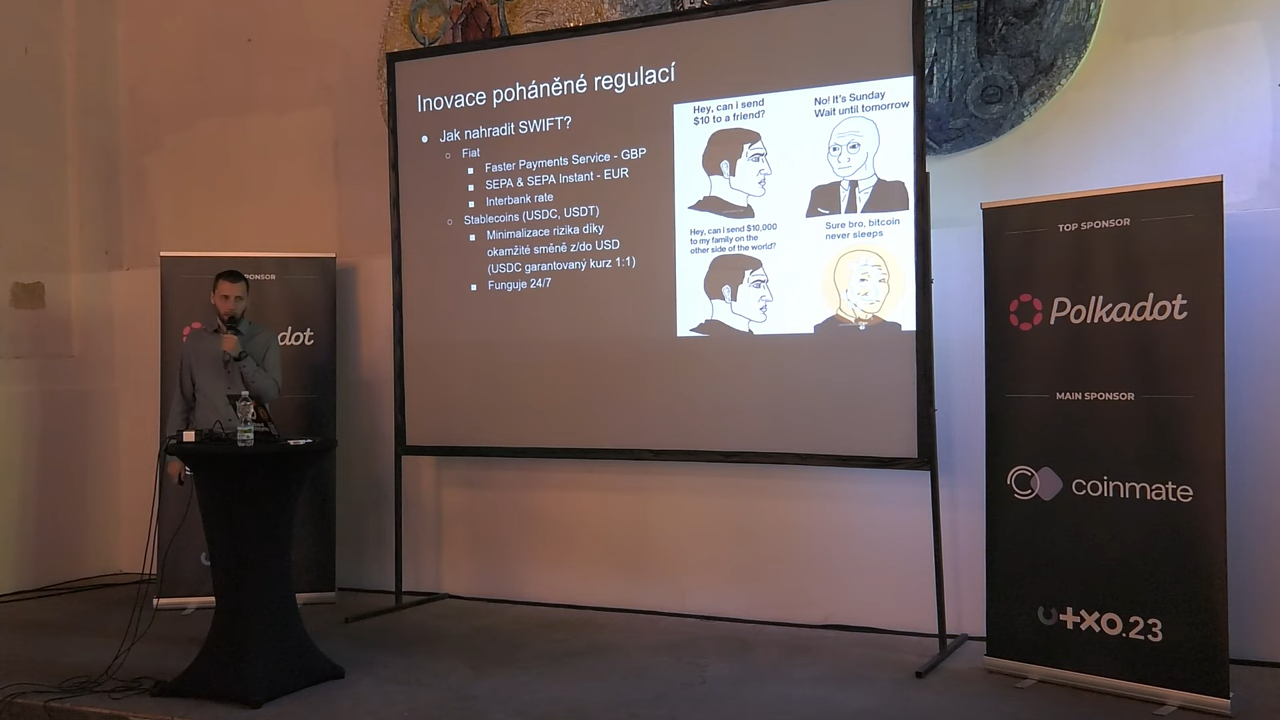 Inovace poháněné regulací
Jak nahradit SWIFT?
Fiat
Faster Payments Service - GBP
SEPA & SEPA Instant - EUR
Interbank rate
Stablecoins (USDC, USDT)
Minimalizace rizika díky
okamžité směně z/do USD
(USDC garantovaný kurz 1:1)
Funguje 24/7
Hey, can i send
$10 to a friend?
No! It's Sunday
Wait until tomorrow
Hey, can i send $10,000
to my family on the
other side of the world?
Sure bro, bitcoin
never sleeps
TOP SPONSOR
Polkadot
MAIN SPONSOR
coinmate
utxo.23